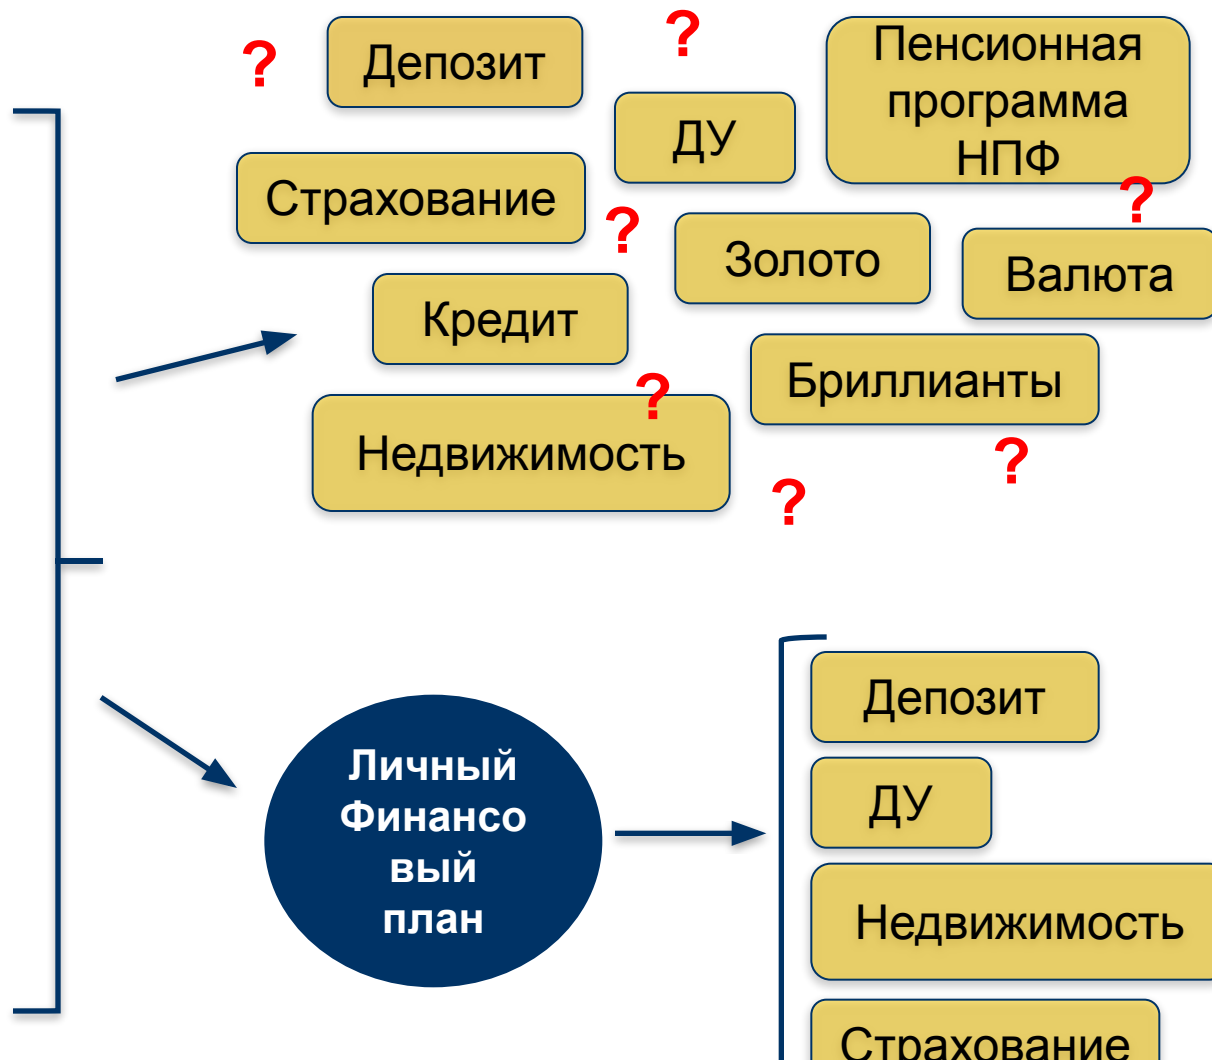 ?
Депозит
?
Пенсионная
программа
НПФ
ДУ
Страхование
?
?
Золото
Валюта
Кредит
Бриллианты
?
Недвижимость
?
?
Личный
Финансо
вый
план
Депозит
ДУ
Недвижимость
Страхование